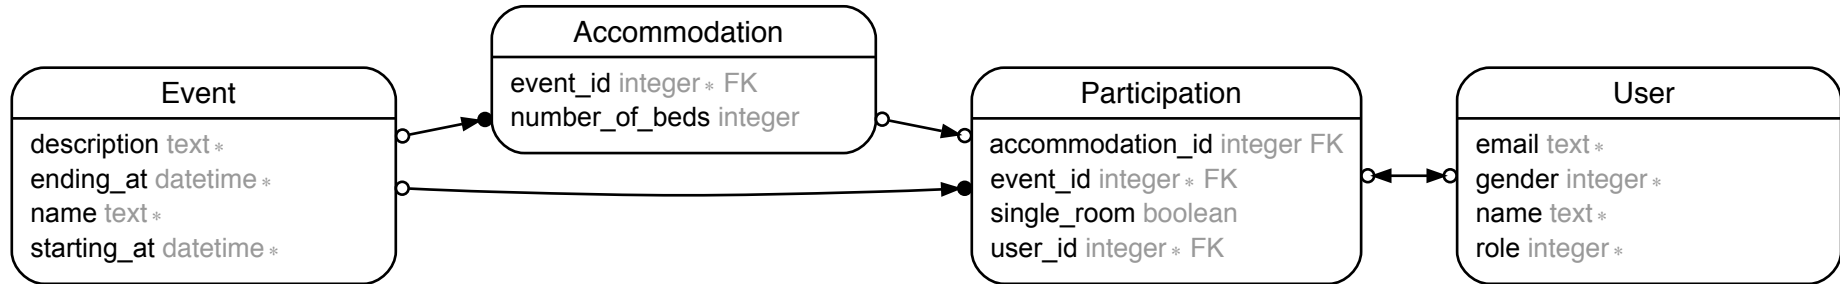 Event
description text *
ending_at datetime *
name text *
starting_at datetime *
Accommodation
event_id integer * FK
number_of_beds integer
Participation
accommodation_id integer FK
event_id integer * FK
single_room boolean
user_id integer * FK
User
email text *
gender integer *
name text *
role integer *